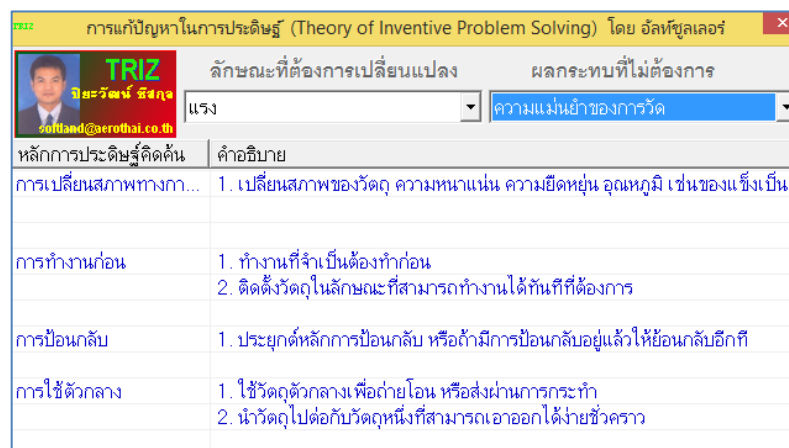 TRIZ การแก้ปัญหาในการประดิษฐ์ (Theory of Inventive Problem Solving) โดย อัลท์ชูลเลอร์
TRIZ
ปิยะวัฒน์
softland@aerothai.co.th
ลักษณะที่ต้องการเปลี่ยนแปลง ผลกระทบที่ไม่ต้องการ
แรง ความแม่นยำของการวัด
หลักการประดิษฐ์คิดค้น คำอธิบาย
การเปลี่ยนสภาพทางกา... 1. เปลี่ยนสภาพของวัตถุ ความหนาแน่น ความยืดหยุ่น อุณหภูมิ เช่นของแข็งเป็น
การทำงานก่อน 1. ทำงานที่จำเป็นต้องทำก่อน
2. ติดตั้งวัตถุในลักษณะที่สามารถทำงานได้ทันทีที่ต้องการ
การป้อนกลับ 1. ประยุกต์หลักการป้อนกลับ หรือถ้ามีการป้อนกลับอยู่แล้วให้ย้อนกลับอีกที
การใช้ตัวกลาง 1. ใช้วัตถุตัวกลางเพื่อถ่ายโอน หรือส่งผ่านการกระทำ
2. นำวัตถุไปต่อกับวัตถุหนึ่งที่สามารถเอาออกได้ง่ายชั่วคราว